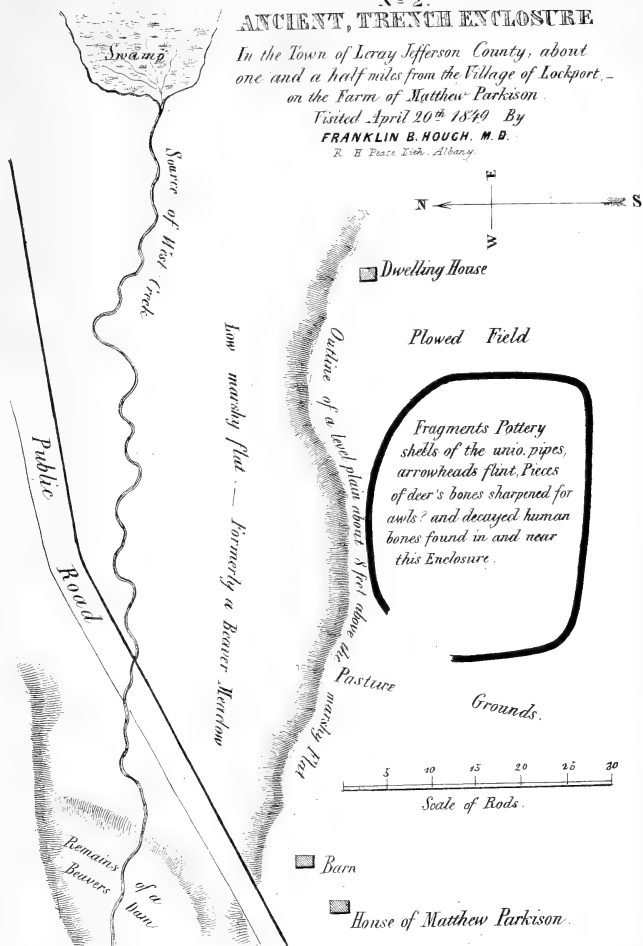 No 2.
ANCIENT, TRENCH ENCLOSURE
In the Town of Leray Jefferson County, about
one and a half miles from the Village of Lockport,
on the Farm of Matthew Parkison.
Visited April 20th 1849 By
FRANKLIN B. HOUGH, M.D.
R H Pease Lith. Albany.
Swamp
Source of West Creek
N
E
S
W
Dwelling House
Plowed Field
Low marshy flat. — Formerly a Beaver Meadow
Outline of a level plain about 8 feet above the marshy Flat
Fragments Pottery
shells of the unio. pipes,
arrowheads flint, Pieces
of deer's bones sharpened for
awls? and decayed human
bones found in and near
this Enclosure.
Public Road
Pasture Grounds.
5 10 15 20 25 30
Scale of Rods.
Remains of a
Beavers Dam
Barn
House of Matthew Parkison.